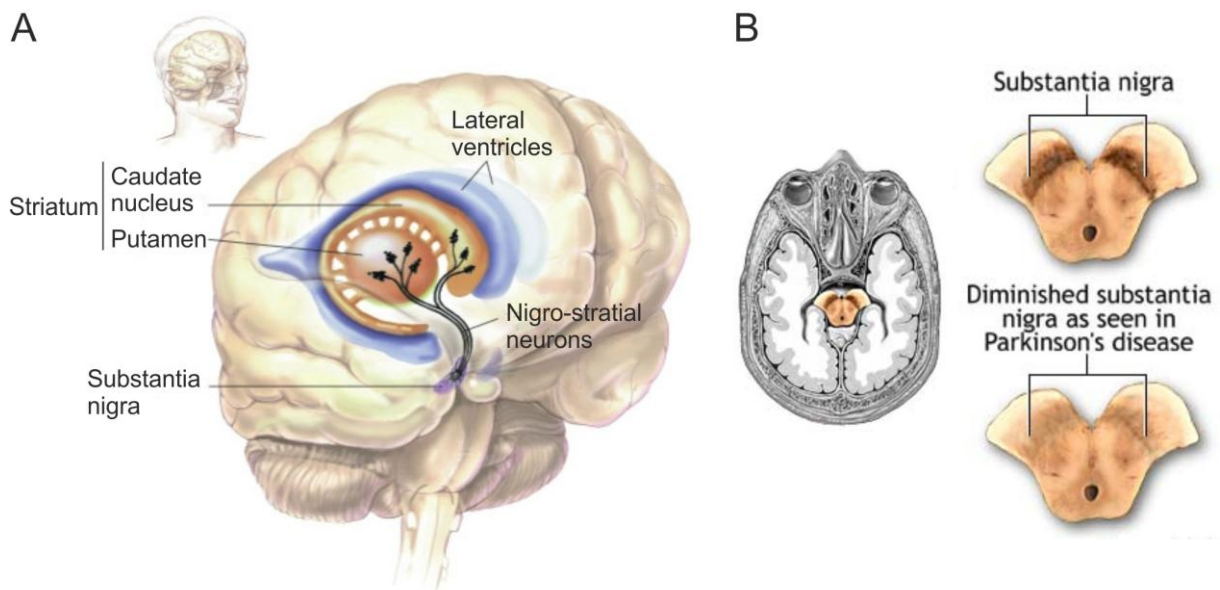 A
Lateral
ventricles
Striatum
Caudate
nucleus
Putamen
Nigro-stratial
neurons
Substantia
nigra
B
Substantia nigra
Diminished substantia
nigra as seen in
Parkinson's disease